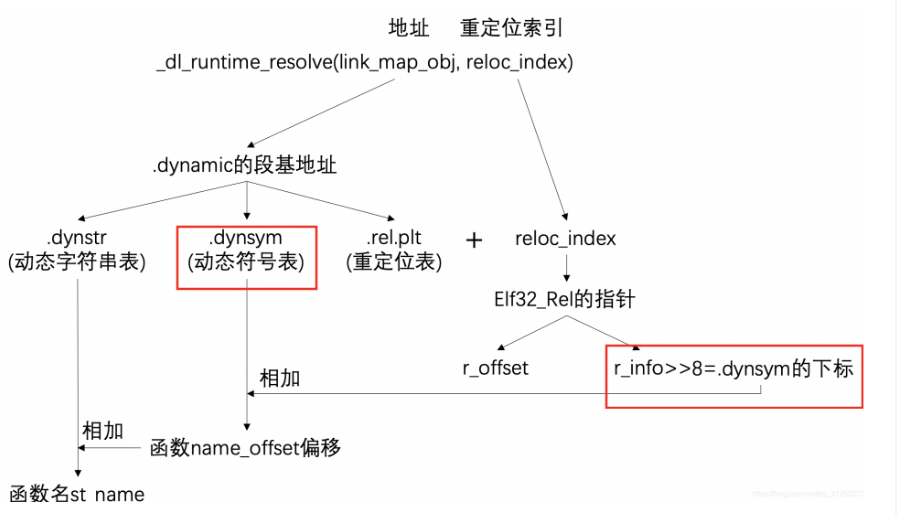 地址 重定位索引
_dl_runtime_resolve(link_map_obj, reloc_index)
.dynamic的段基地址
.dynstr
(动态字符串表)
.dynsym
(动态符号表)
.rel.plt
(重定位表)
+
reloc_index
Elf32_Rel的指针
r_offset
r_info>>8=.dynsym的下标
相加
相加
函数name_offset偏移
函数名st_name